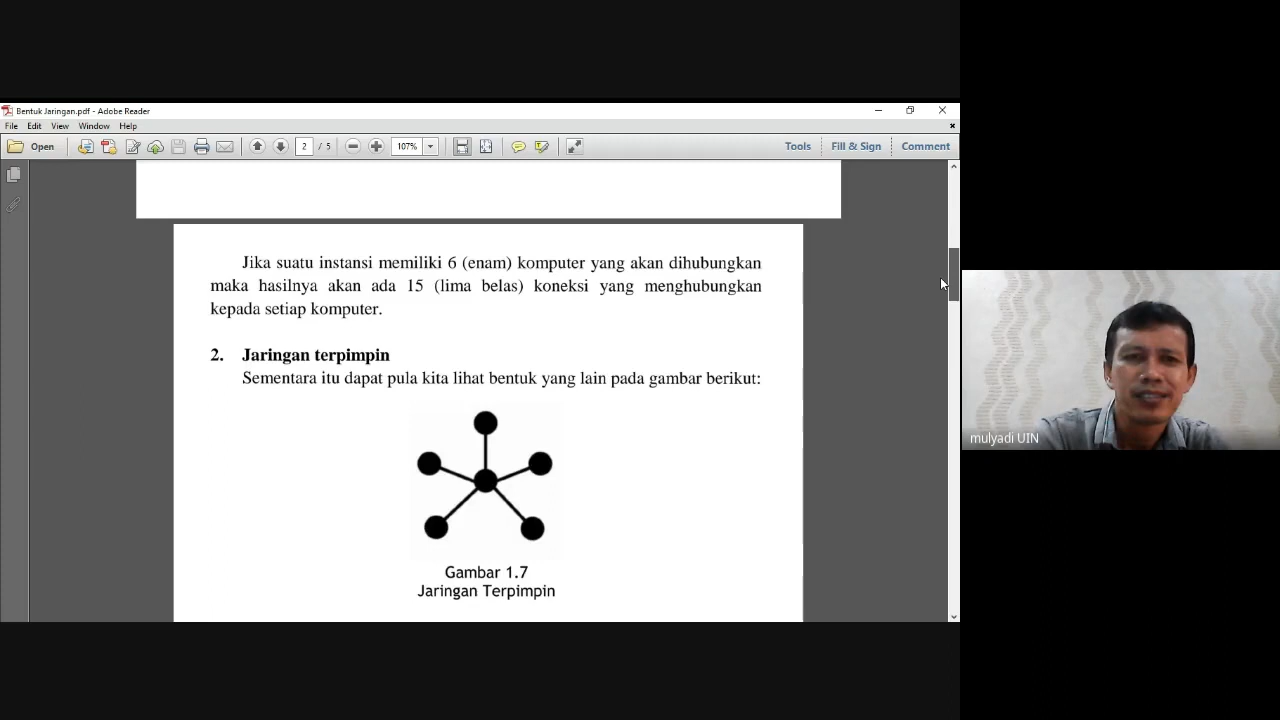 Bentuk Jaringan.pdf - Adobe Reader
File Edit View Window Help
Open 2 / 5 107% Tools Fill & Sign Comment
Jika suatu instansi memiliki 6 (enam) komputer yang akan dihubungkan
maka hasilnya akan ada 15 (lima belas) koneksi yang menghubungkan
kepada setiap komputer.
2. Jaringan terpimpin
Sementara itu dapat pula kita lihat bentuk yang lain pada gambar berikut:
Gambar 1.7
Jaringan Terpimpin
mulyadi UIN